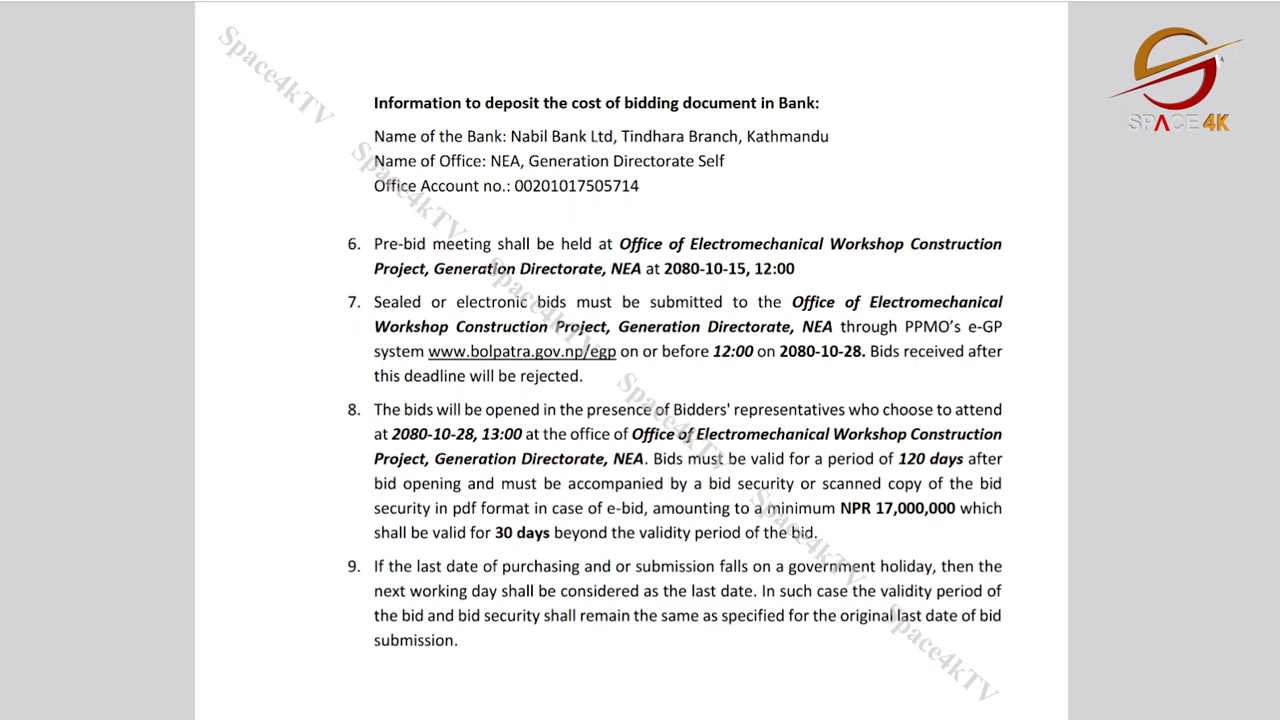 SPACE 4K
Space4kTV
Information to deposit the cost of bidding document in Bank:
Name of the Bank: Nabil Bank Ltd, Tindhara Branch, Kathmandu
Space4kTV
Name of Office: NEA, Generation Directorate Self
Office Account no.: 00201017505714
6. Pre-bid meeting shall be held at Office of Electromechanical Workshop Construction
Project, Generation Directorate, NEA at 2080-10-15, 12:00
Space4kTV
7. Sealed or electronic bids must be submitted to the Office of Electromechanical
Workshop Construction Project, Generation Directorate, NEA through PPMO’s e-GP
system www.bolpatra.gov.np/egp on or before 12:00 on 2080-10-28. Bids received after
this deadline will be rejected.
Space4kTV
8. The bids will be opened in the presence of Bidders' representatives who choose to attend
at 2080-10-28, 13:00 at the office of Office of Electromechanical Workshop Construction
Project, Generation Directorate, NEA. Bids must be valid for a period of 120 days after
bid opening and must be accompanied by a bid security or scanned copy of the bid
security in pdf format in case of e-bid, amounting to a minimum NPR 17,000,000 which
shall be valid for 30 days beyond the validity period of the bid.
Space4kTV
9. If the last date of purchasing and or submission falls on a government holiday, then the
next working day shall be considered as the last date. In such case the validity period of
the bid and bid security shall remain the same as specified for the original last date of bid
submission.
Space4kTV